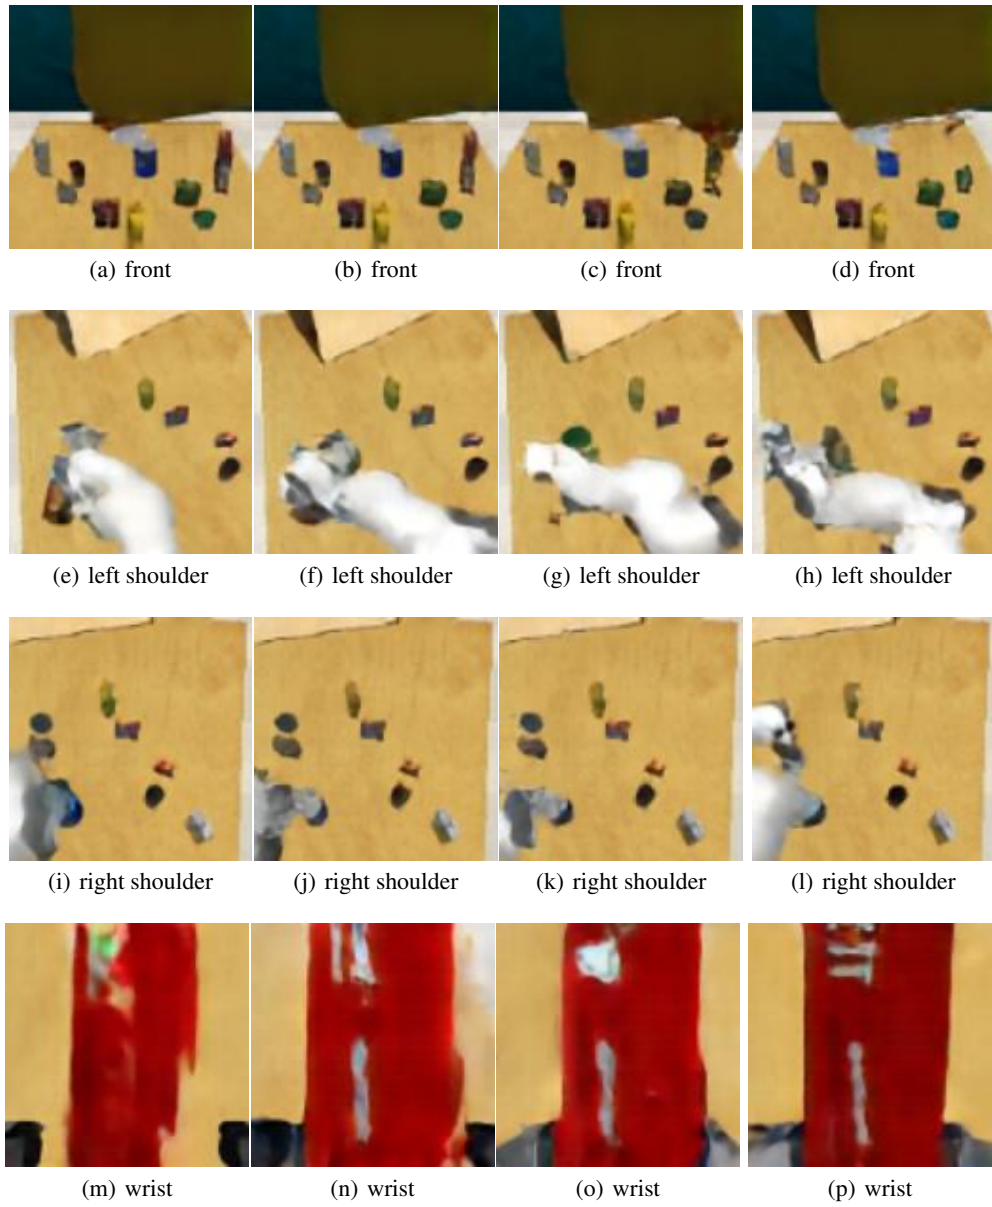 (a) front
(b) front
(c) front
(d) front
(e) left shoulder
(f) left shoulder
(g) left shoulder
(h) left shoulder
(i) right shoulder
(j) right shoulder
(k) right shoulder
(l) right shoulder
(m) wrist
(n) wrist
(o) wrist
(p) wrist